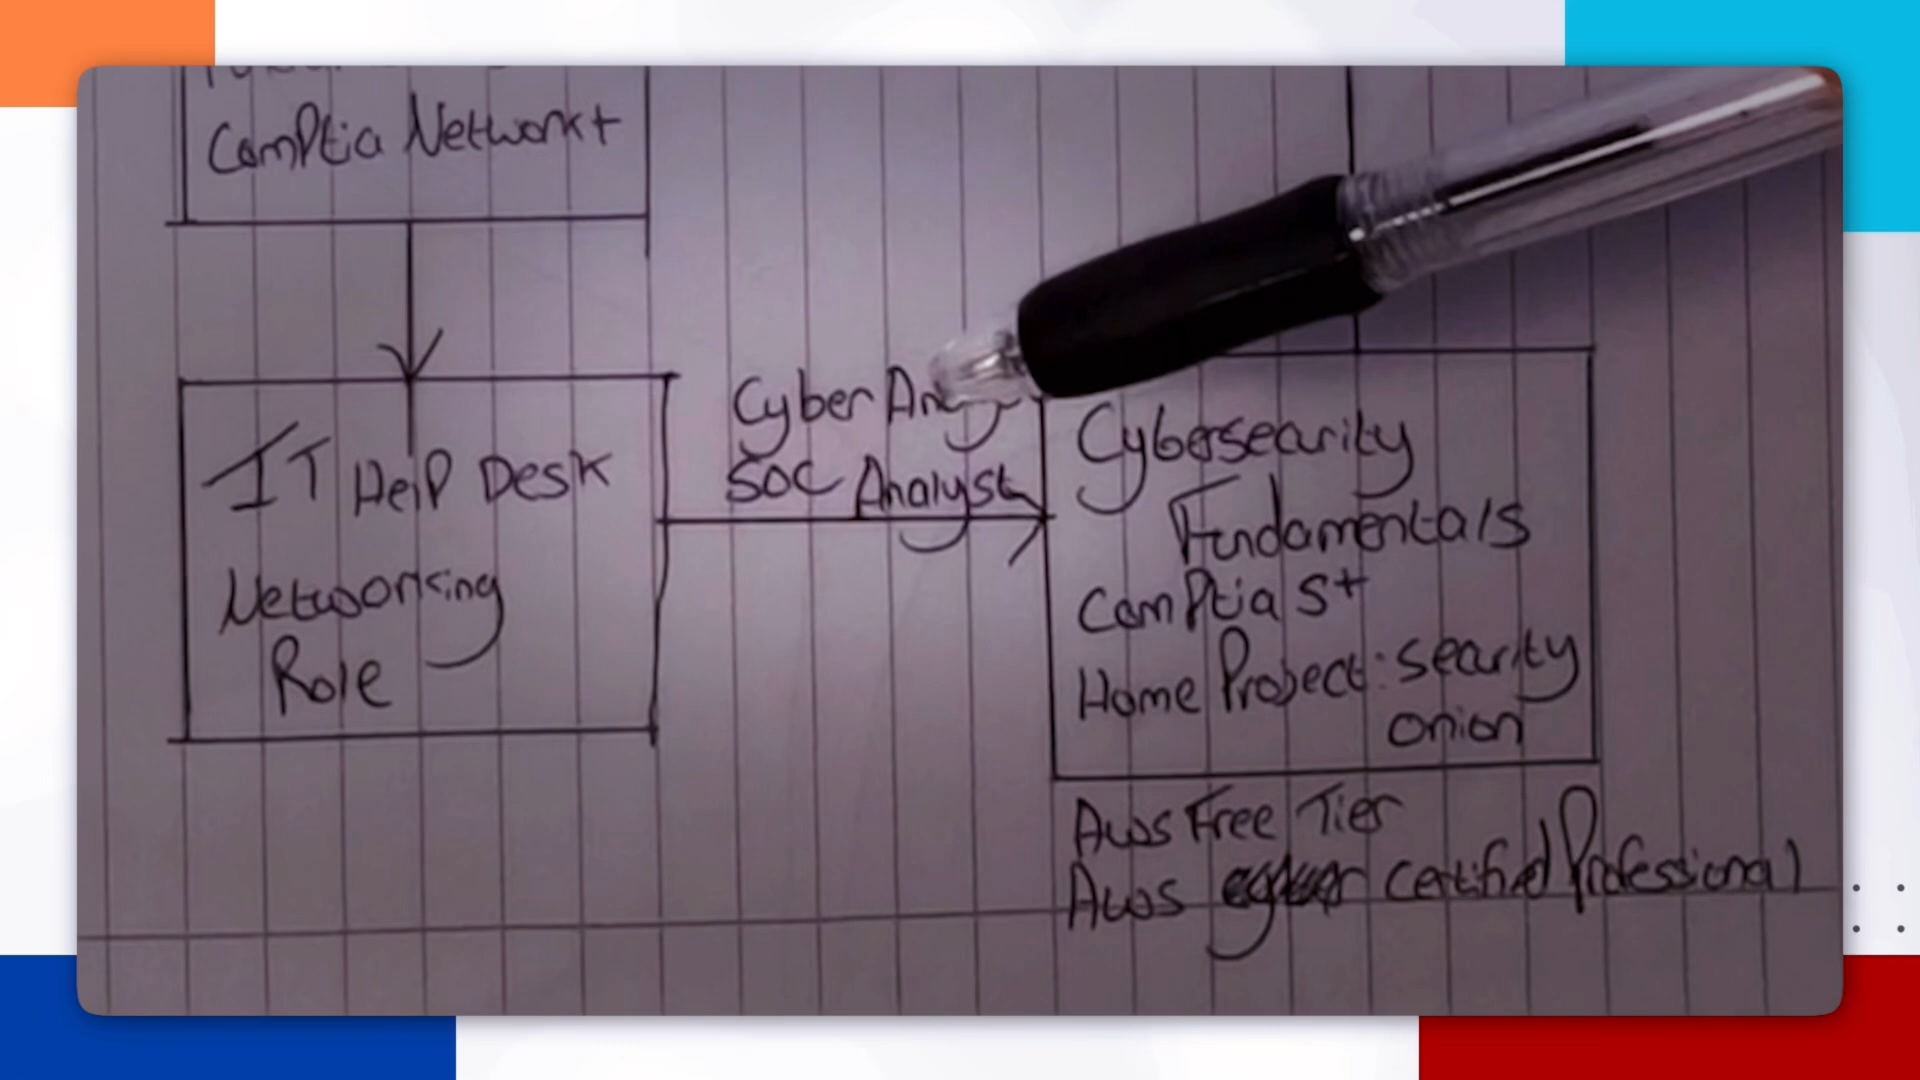 ComPtia Network+
IT HelP Desk
Networking
Role
Cyber
SOC Analyst
Cybersecurity
Fundamentals
ComPtia S+
Home Project: Security
onion
Aws Free Tier
Aws certified Professional